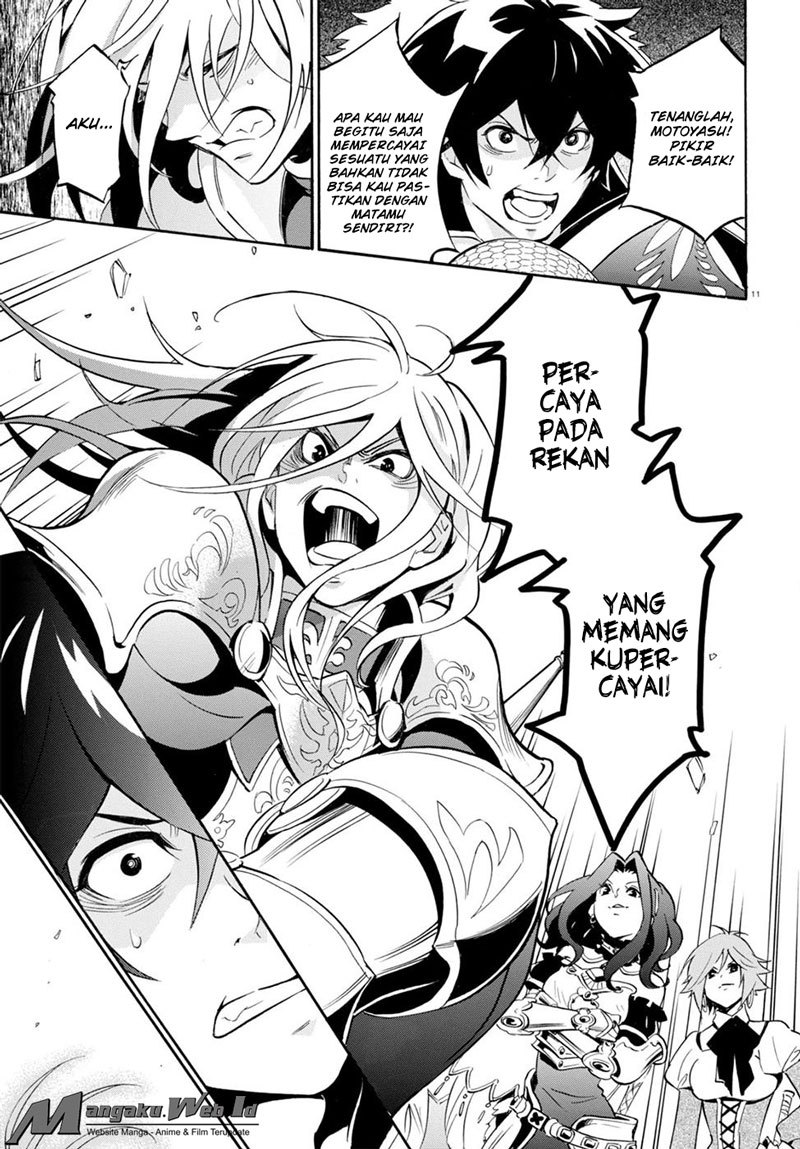 TENANGLAH,
MOTOYASU!
PIKIR
BAIK-BAIK!
APA KAU MAU
BEGITU SAJA
MEMPERCAYAI
SESUATU YANG
BAHKAN TIDAK
BISA KAU PAS-
TIKAN DENGAN
MATAMU
SENDIRI?!
AKU...
11
PER-
CAYA
PADA
REKAN
YANG
MEMANG
KUPER-
CAYAI!
Mangaku.Web Id
Website Manga - Anime & Film Terupdate